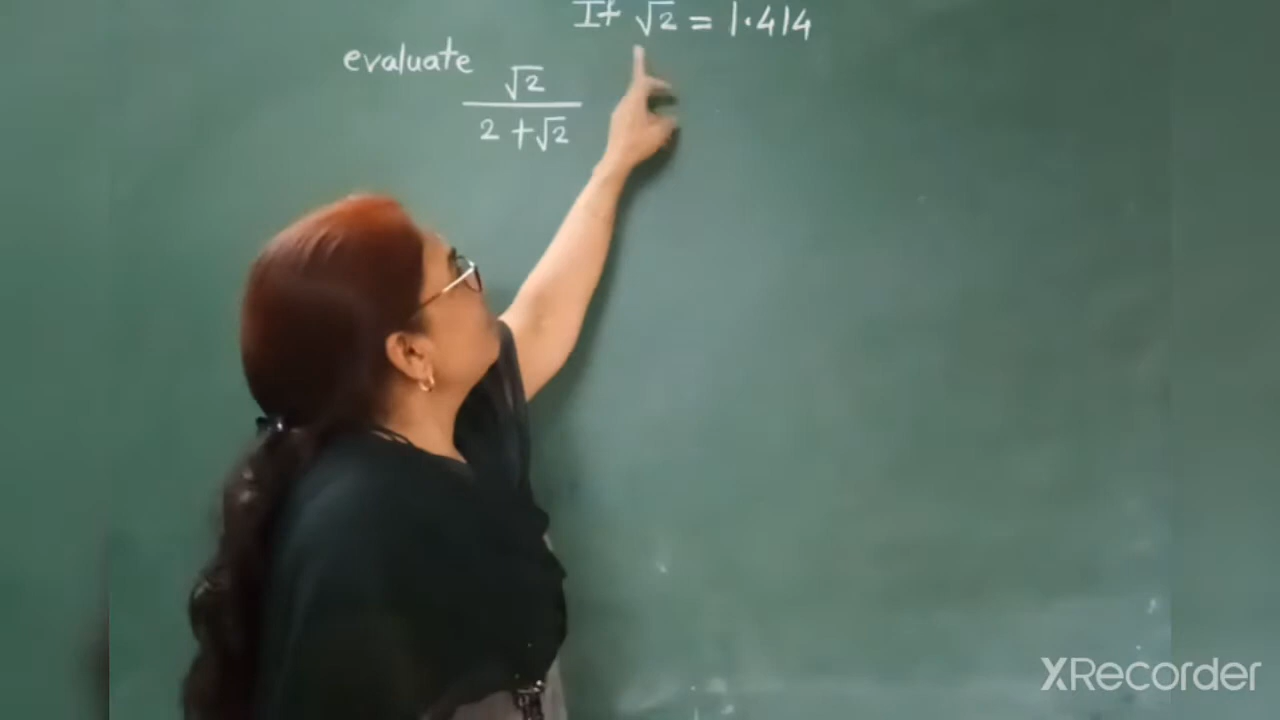 If √2 = 1.414
evaluate
√2
2 + √2
XRecorder